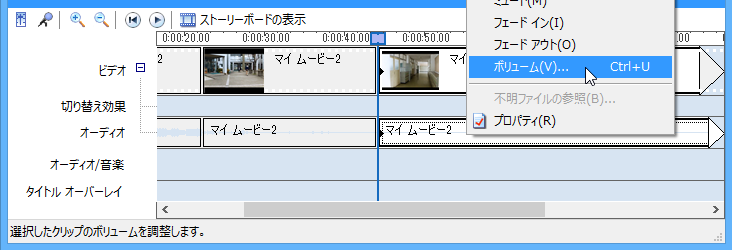 ミュート(M)
ストーリーボードの表示
フェード イン(I)
0:00:20.00 0:00:30.00 0:00:40.00 0:00:50.00
フェード アウト(O)
ビデオ
2
マイ ムービー2
マイ
ボリューム(V)... Ctrl+U
不明ファイルの参照(B)...
切り替え効果
プロパティ(R)
オーディオ
マイ ムービー2
マイ ムービー2
オーディオ/音楽
タイトル オーバーレイ
選択したクリップのボリュームを調整します。